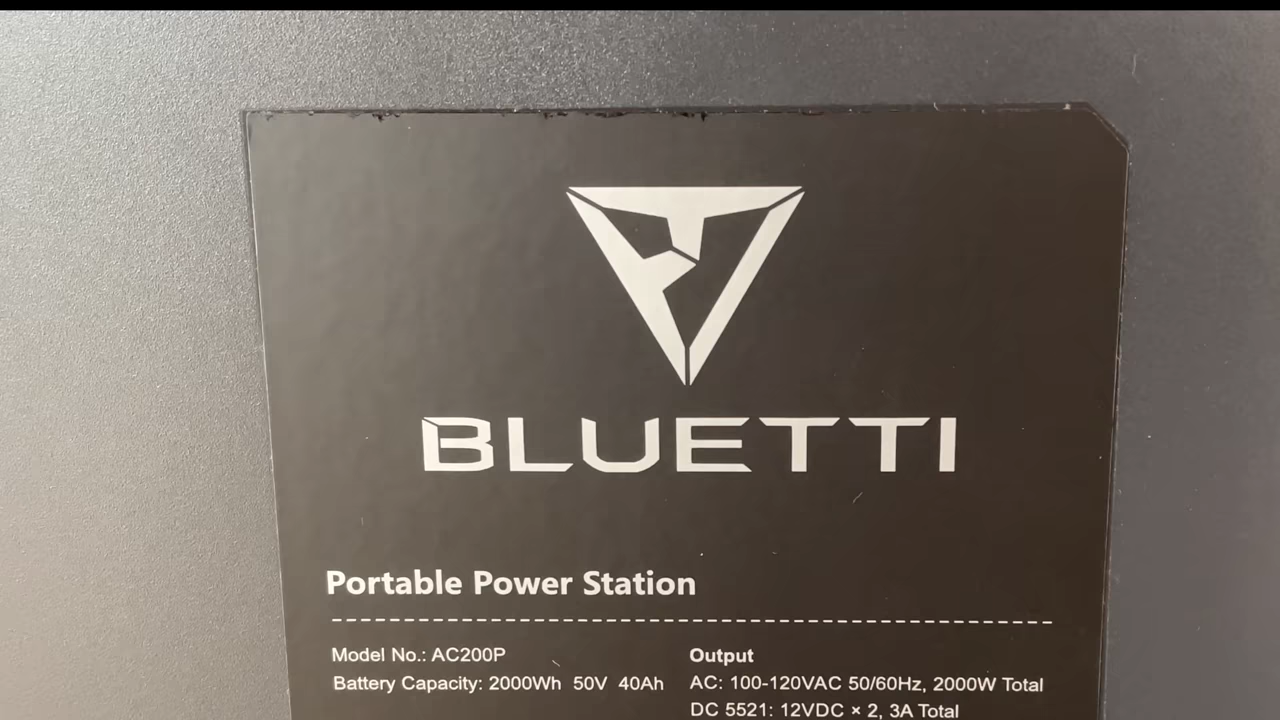 BLUETTI
Portable Power Station
Model No.: AC200P
Battery Capacity: 2000Wh 50V 40Ah
Output
AC: 100-120VAC 50/60Hz, 2000W Total
DC 5521: 12VDC × 2, 3A Total